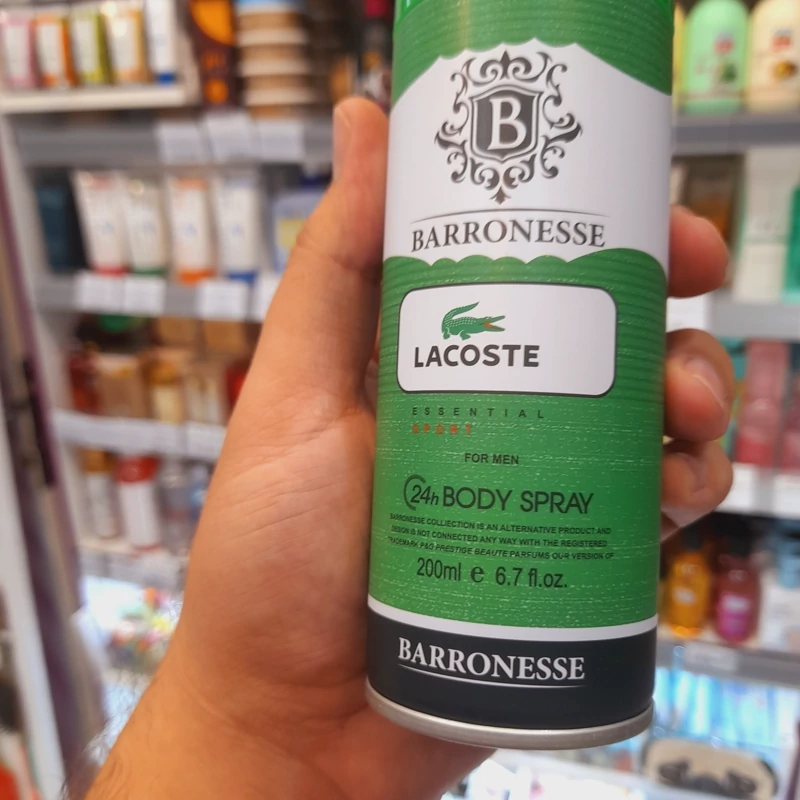 B
BARRONESSE
LACOSTE
ESSENTIAL
SPORT
FOR MEN
24h BODY SPRAY
BARRONESSE COLLIECTION IS AN ALTERNATIVE PRODUCT AND
DESIGN IS NOT CONNECTED ANY WAY WITH THE REGISTERED
TRADEMARK P&G PRESTIGE BEAUTE PARFUMS OUR VERSION OF
200ml e 6.7 fl.oz.
BARRONESSE